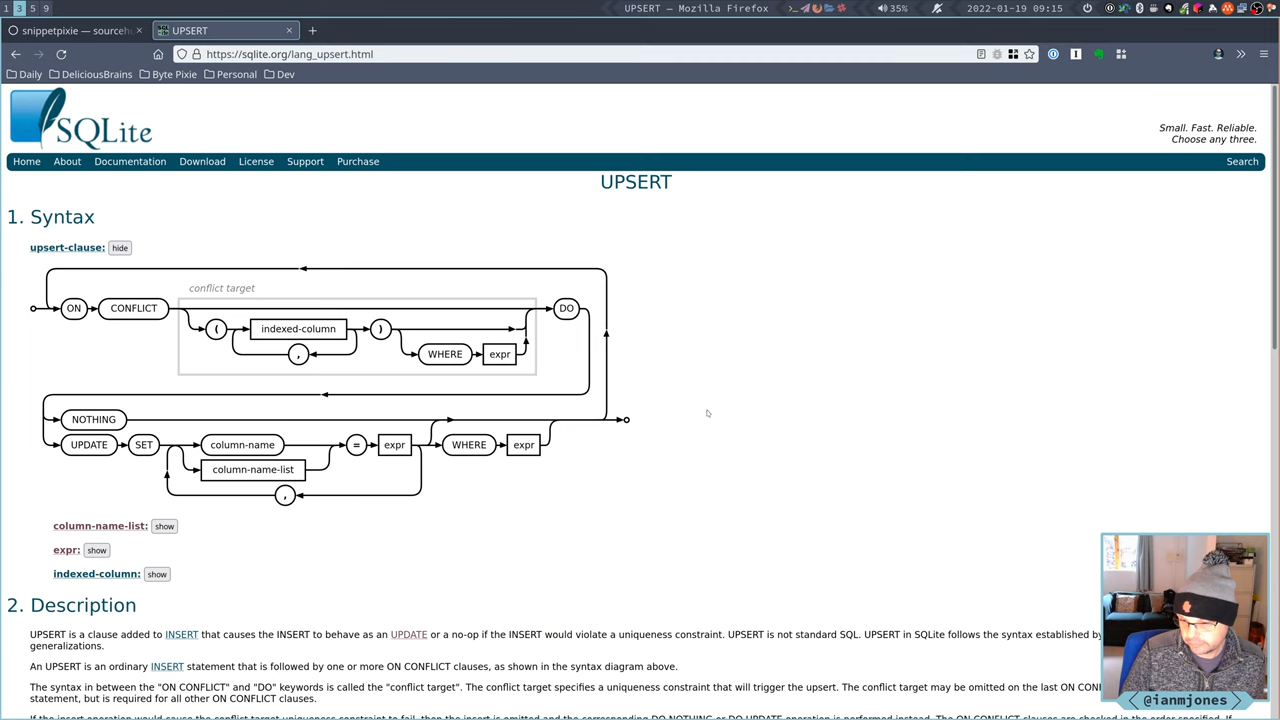 1 3 5 9
UPSERT — Mozilla Firefox
35%
2022-01-19 09:15
snippetpixie — sourceh
UPSERT
https://sqlite.org/lang_upsert.html
Daily
DeliciousBrains
Byte Pixie
Personal
Dev
SQLite
Small. Fast. Reliable.
Choose any three.
Home About Documentation Download License Support Purchase Search
UPSERT
1. Syntax
upsert-clause: hide
conflict target
ON CONFLICT DO
( indexed-column )
, WHERE expr
NOTHING
UPDATE SET column-name = expr WHERE expr
column-name-list
,
column-name-list: show
expr: show
indexed-column: show
2. Description
UPSERT is a clause added to INSERT that causes the INSERT to behave as an UPDATE or a no-op if the INSERT would violate a uniqueness constraint. UPSERT is not standard SQL. UPSERT in SQLite follows the syntax established by
generalizations.
An UPSERT is an ordinary INSERT statement that is followed by one or more ON CONFLICT clauses, as shown in the syntax diagram above.
The syntax in between the "ON CONFLICT" and "DO" keywords is called the "conflict target". The conflict target specifies a uniqueness constraint that will trigger the upsert. The conflict target may be omitted on the last ON CONF
statement, but is required for all other ON CONFLICT clauses.
@ianmjones